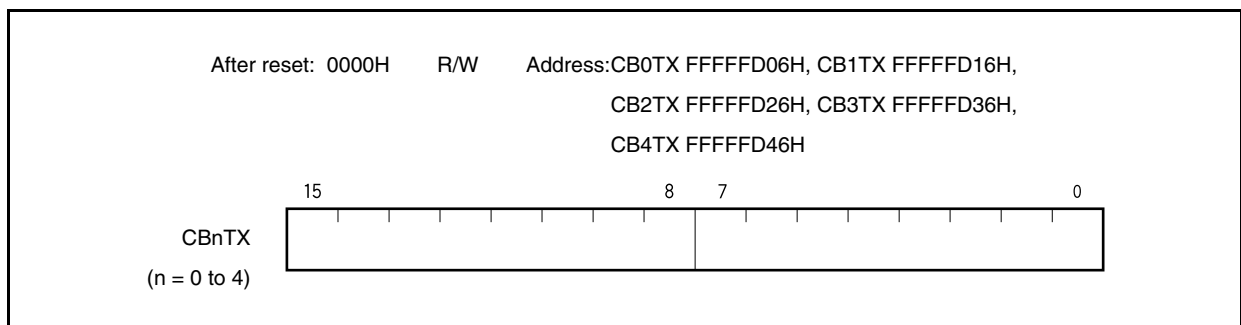 After reset: 0000H R/W Address:CB0TX FFFFFD06H, CB1TX FFFFFD16H,
CB2TX FFFFFD26H, CB3TX FFFFFD36H,
CB4TX FFFFFD46H
15 8 7 0
CBnTX
(n = 0 to 4)